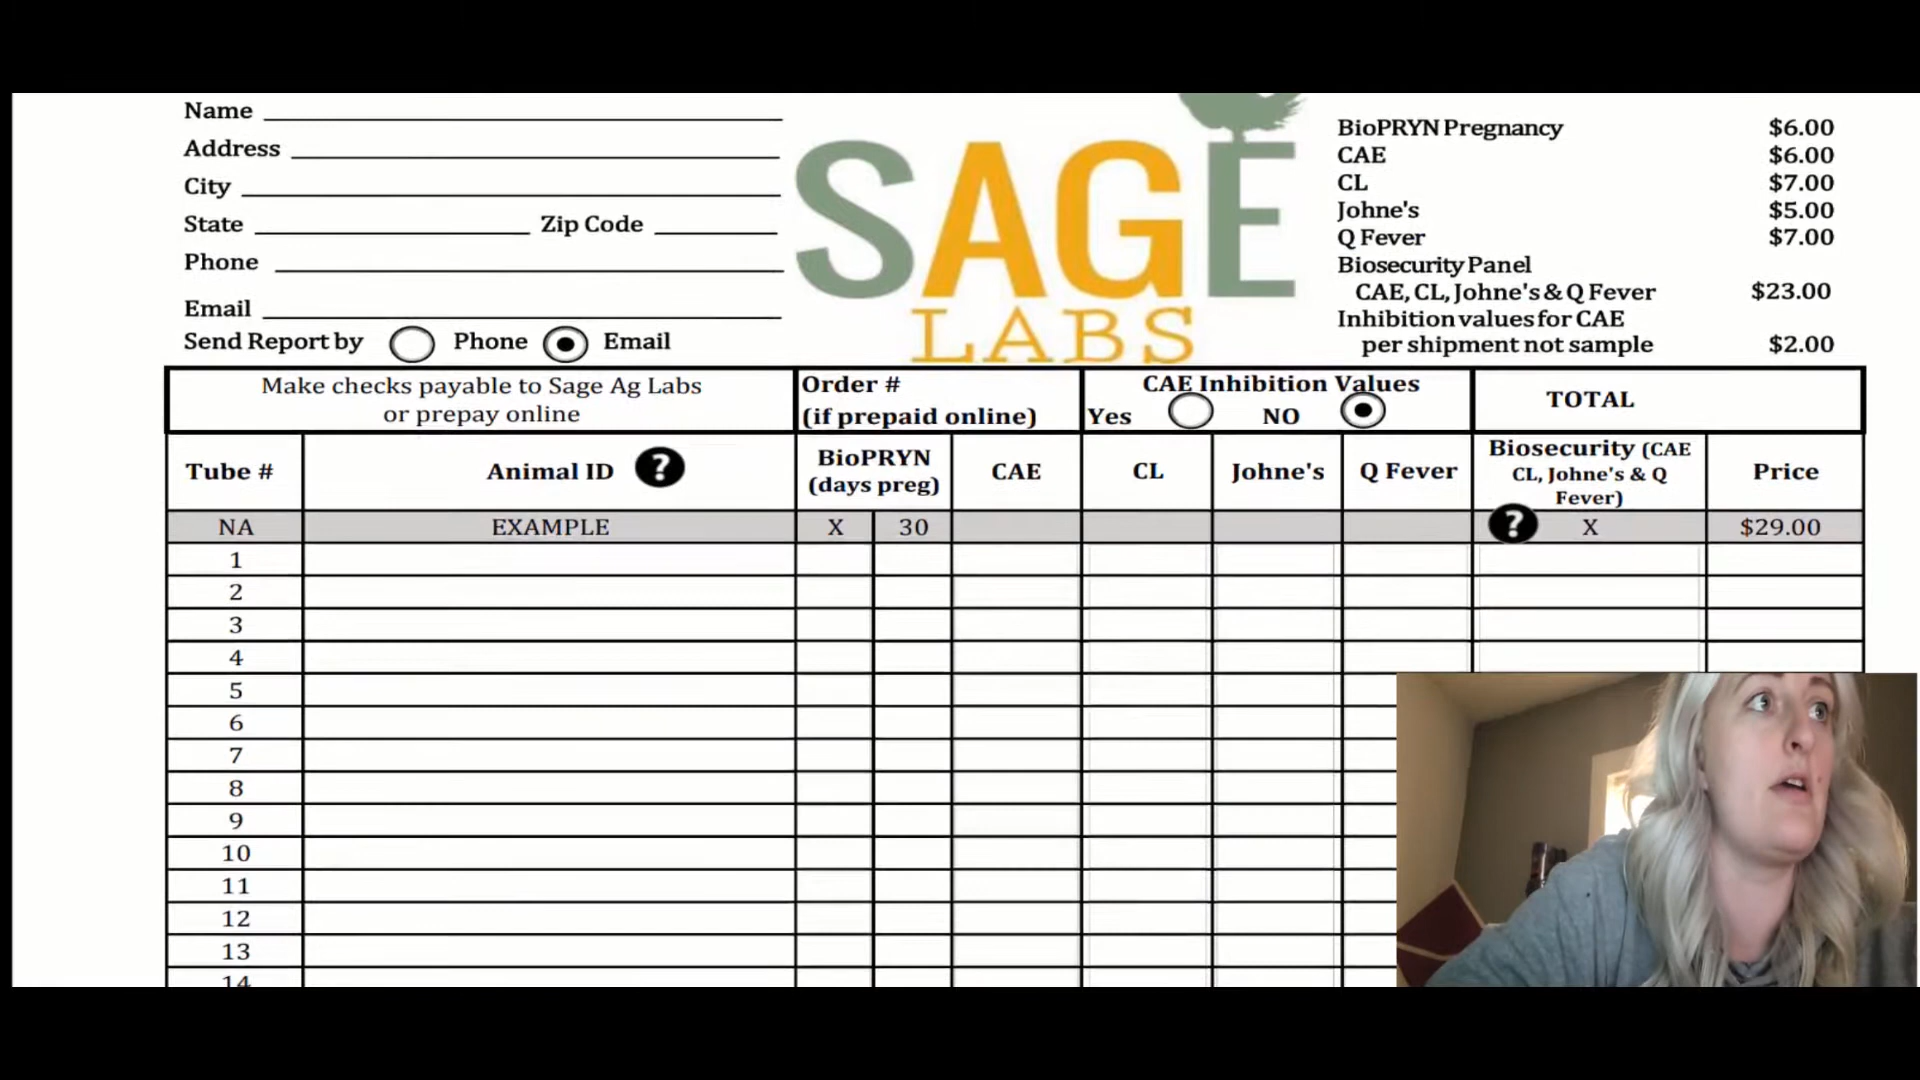 Name
Address
City
State Zip Code
Phone
Email
Send Report by Phone Email
SAGE
LABS
BioPRYN Pregnancy $6.00
CAE $6.00
CL $7.00
Johne's $5.00
Q Fever $7.00
Biosecurity Panel
CAE, CL, Johne's & Q Fever $23.00
Inhibition values for CAE
per shipment not sample $2.00
Make checks payable to Sage Ag Labs
or prepay online
Order #
(if prepaid online)
CAE Inhibition Values
Yes NO
TOTAL
Tube #
Animal ID ?
BioPRYN
(days preg)
CAE
CL
Johne's
Q Fever
Biosecurity (CAE
CL, Johne's & Q
Fever)
Price
NA EXAMPLE X 30 ? X $29.00
1
2
3
4
5
6
7
8
9
10
11
12
13
14